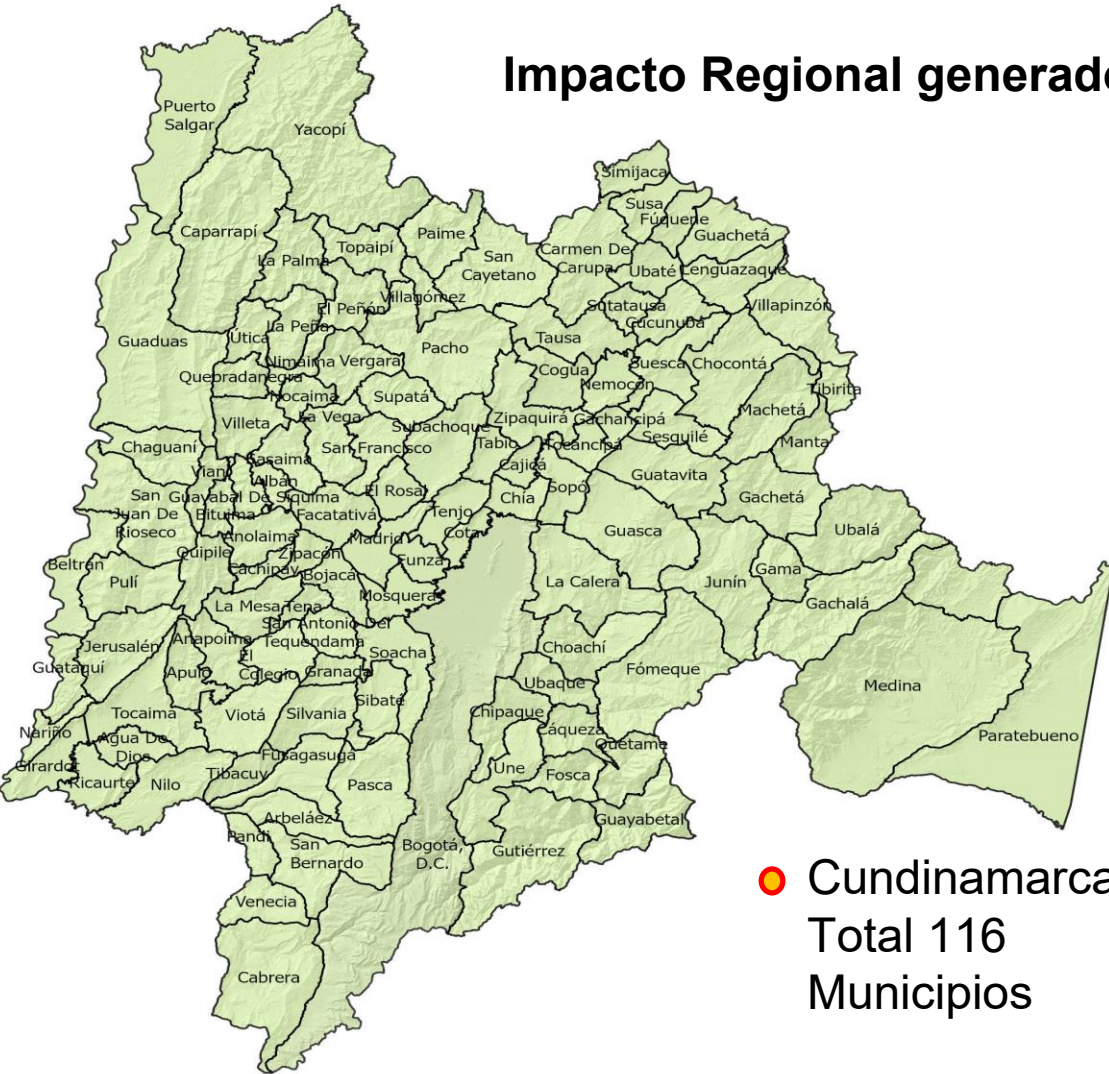 Impacto Regional generado
Puerto
Salgar
Yacopí
Simijaca
Susa
Fúquene
Guachetá
Caparrapí
Paime
Topaipí
La Palma
San
Cayetano
Carmen De
Carupa
Ubaté
Lenguazaque
Villagómez
El Peñón
Sutatausa
Cucunubá
Villapinzón
La Peña
Útica
Guaduas
Pacho
Tausa
Nimaima
Vergara
Cogua
Suesca
Chocontá
Quebradanegra
Nemocón
Tibirita
Nocaima
Supatá
Machetá
Villeta
La Vega
Subachoque
Zipaquirá
Gachancipá
Sesquilé
Manta
Chaguaní
San Francisco
Tabio
Tocancipá
Sasaima
Cajicá
Vianí
Albán
Guatavita
San
Juan De
Rioseco
Guayabal De Síquima
El Rosal
Chía
Sopó
Gachetá
Bituima
Facatativá
Tenjo
Cota
Guasca
Ubalá
Anolaima
Madrid
Quipile
Zipacón
Funza
Beltrán
Cachipay
Bojacá
Gama
Pulí
La Calera
Junín
Mosquera
Gachalá
La Mesa
Tena
San Antonio Del
Tequendama
Anapoima
Jerusalén
Soacha
Choachí
El
Colegio
Guataquí
Apulo
Granada
Fómeque
Ubaque
Medina
Sibaté
Tocaima
Viotá
Silvania
Chipaque
Nariño
Cáqueza
Paratebueno
Agua De
Dios
Quetame
Fusagasugá
Girardot
Tibacuy
Une
Ricaurte
Nilo
Pasca
Fosca
Arbeláez
Guayabetal
Pandi
San
Bernardo
Bogotá,
D.C.
Gutiérrez
Venecia
Cabrera
Cundinamarca
Total 116
Municipios